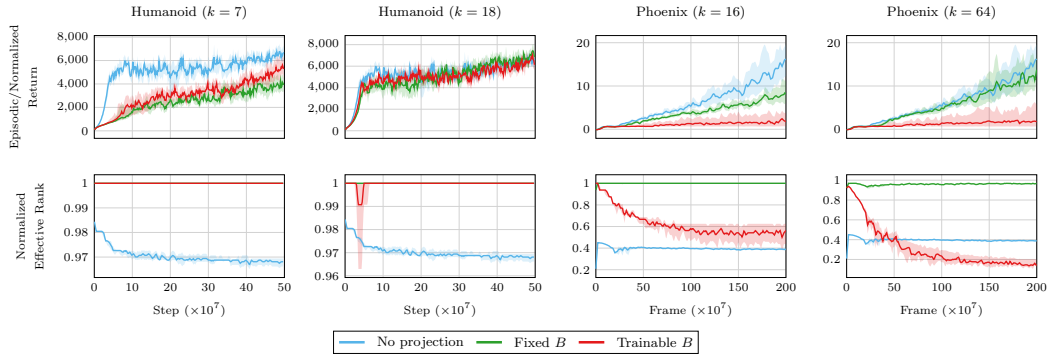 Humanoid (k = 7)
Humanoid (k = 18)
Phoenix (k = 16)
Phoenix (k = 64)
Episodic/Normalized
Return
8,000
6,000
4,000
2,000
0
8,000
6,000
4,000
2,000
0
20
10
0
20
10
0
Normalized
Effective Rank
1
0.99
0.98
0.97
1
0.99
0.98
0.97
0.96
1
0.8
0.6
0.4
0.2
1
0.8
0.6
0.4
0.2
0 10 20 30 40 50
0 10 20 30 40 50
0 50 100 150 200
0 50 100 150 200
Step (×10⁷)
Step (×10⁷)
Frame (×10⁷)
Frame (×10⁷)
No projection Fixed B Trainable B